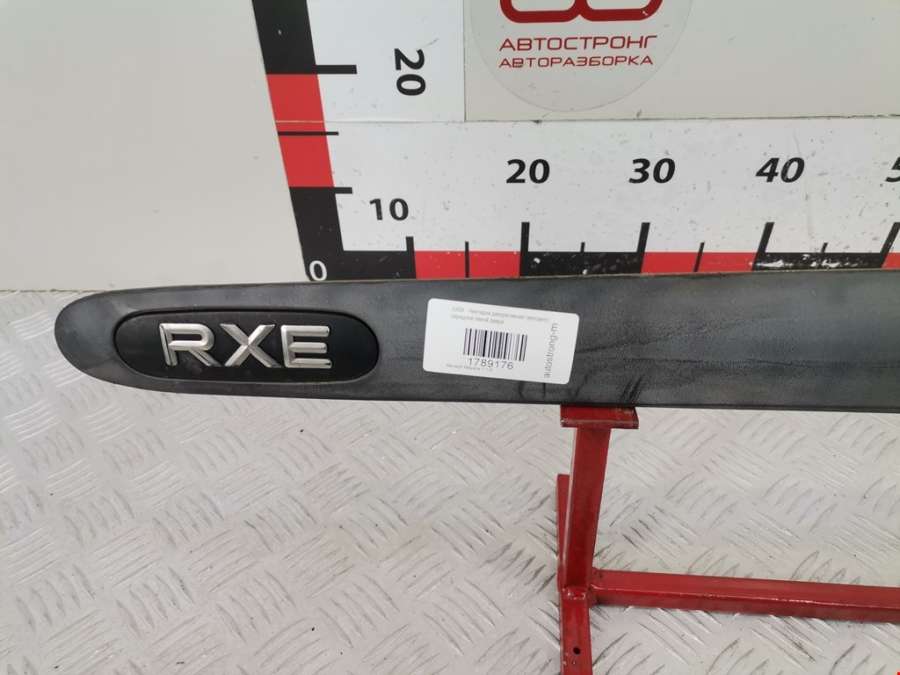 АВТОСТРОНГ
АВТОРАЗБОРКА
20
20 30 40
10
0
RXE
1789176
autostrong-m